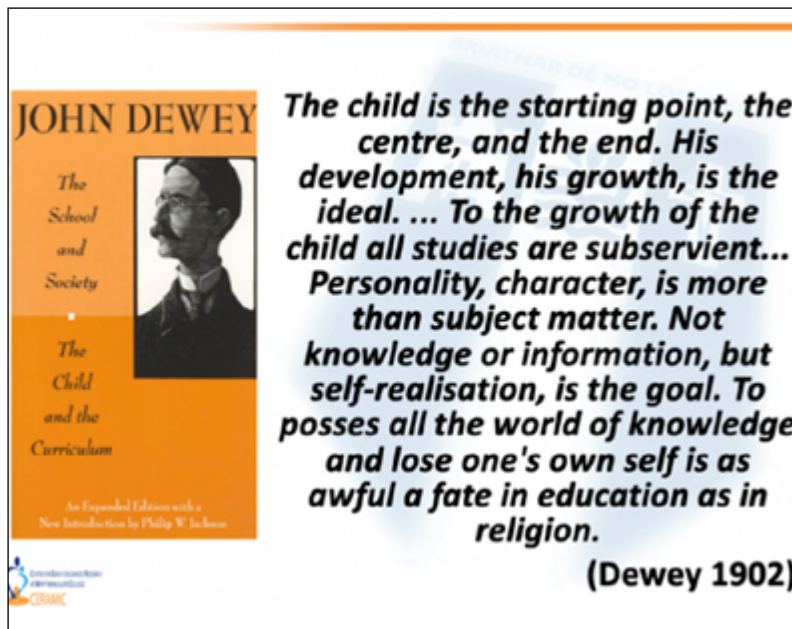 BRIATHAR DÉ MO
JOHN DEWEY
The
School
and
Society
The
Child
and the
Curriculum
An Expanded Edition with a
New Introduction by Philip W. Jackson
The child is the starting point, the
centre, and the end. His
development, his growth, is the
ideal. ... To the growth of the
child all studies are subservient...
Personality, character, is more
than subject matter. Not
knowledge or information, but
self-realisation, is the goal. To
posses all the world of knowledge
and lose one's own self is as
awful a fate in education as in
religion.
(Dewey 1902)
CERAMIC